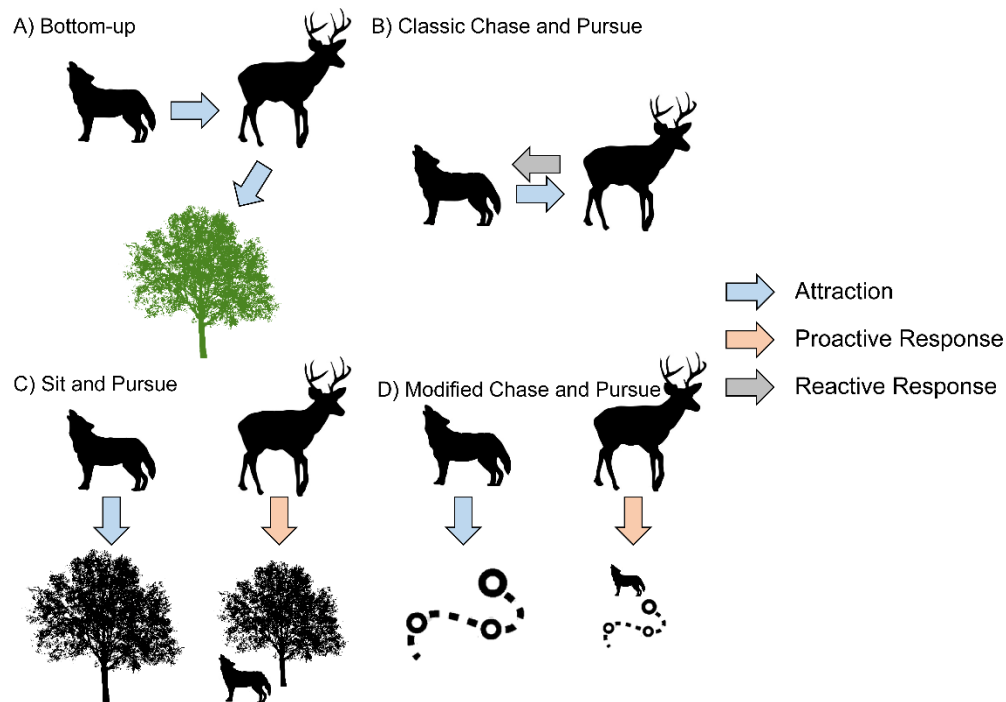 A) Bottom-up
B) Classic Chase and Pursue
Attraction
Proactive Response
Reactive Response
C) Sit and Pursue
D) Modified Chase and Pursue